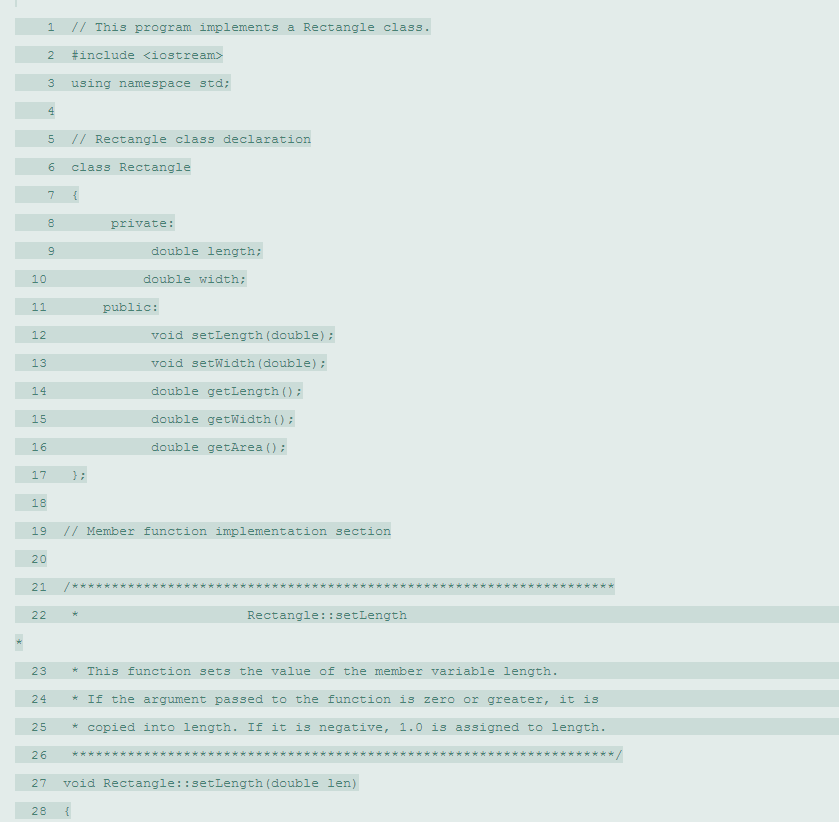 1 // This program implements a Rectangle class.
2 #include <iostream>
3 using namespace std;
4
5 // Rectangle class declaration
6 class Rectangle
7 {
8 private:
9 double length;
10 double width;
11 public:
12 void setLength(double);
13 void setWidth(double);
14 double getLength();
15 double getWidth();
16 double getArea();
17 };
18
19 // Member function implementation section
20
21 /********************************************************************
22 * Rectangle::setLength
*
23 * This function sets the value of the member variable length.
24 * If the argument passed to the function is zero or greater, it is
25 * copied into length. If it is negative, 1.0 is assigned to length.
26 ********************************************************************/
27 void Rectangle::setLength(double len)
28 {